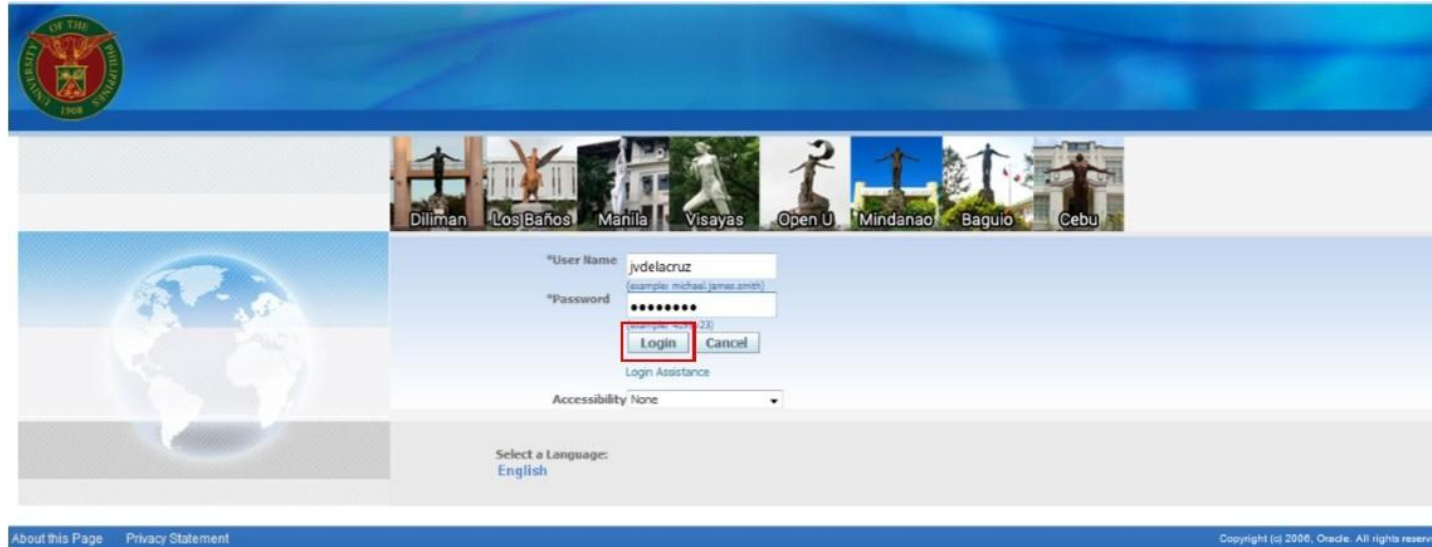 UNIVERSITY OF THE PHILIPPINES
1908
Diliman Los Baños Manila Visayas Open U Mindanao Baguio Cebu
*User Name jvdelacruz
(example: michael.james.smith)
*Password ••••••••
Login Cancel
Login Assistance
Accessibility None
Select a Language:
English
About this Page Privacy Statement Copyright (c) 2006, Oracle. All rights